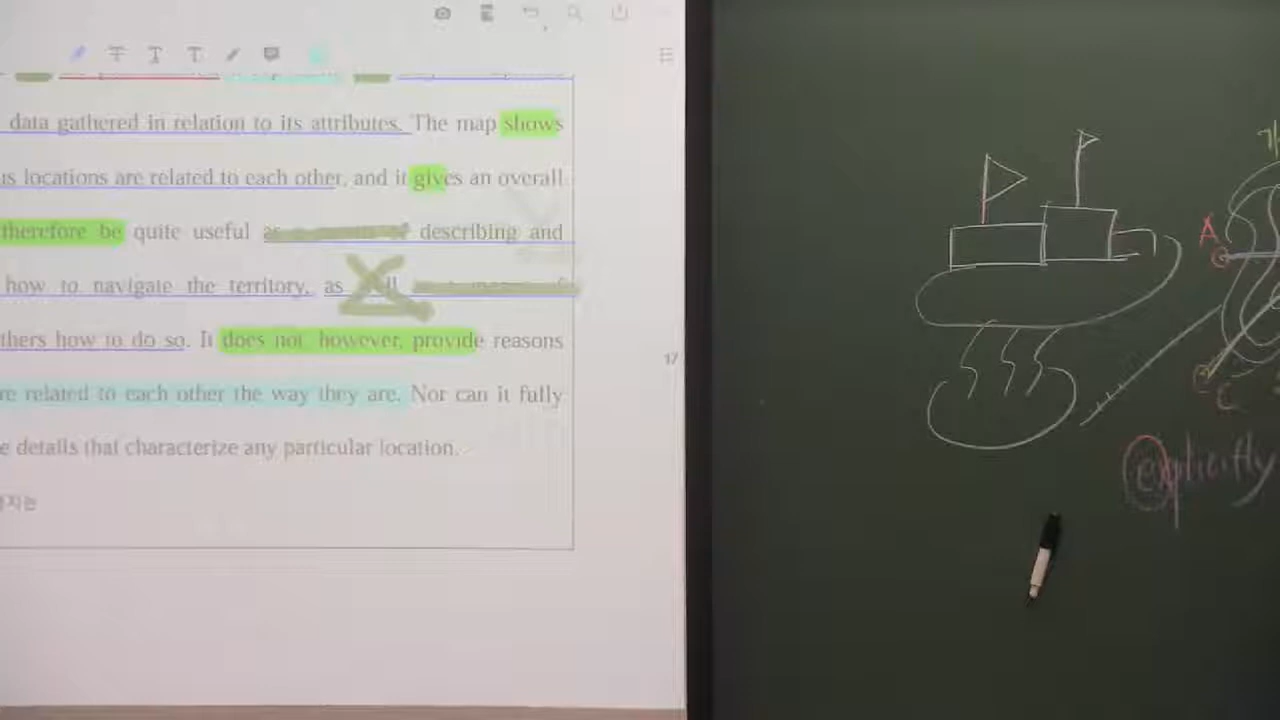 data gathered in relation to its attributes. The map shows
us locations are related to each other, and it gives an overall
therefore be quite useful describing and
how to navigate the territory, as
thers how to do so. It does not, however, provide reasons
re related to each other the way they are. Nor can it fully
e details that characterize any particular location.
17
A
C
explicitly